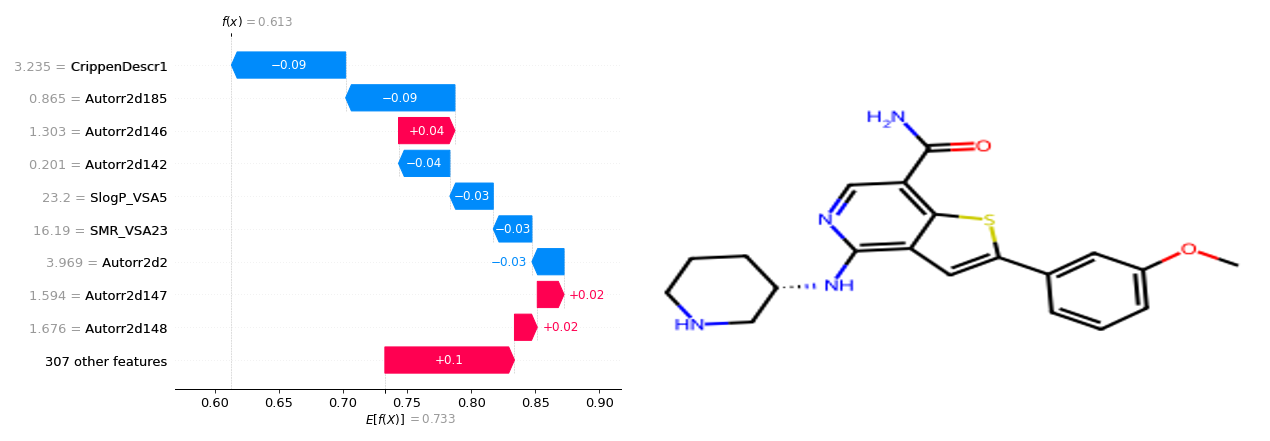 f(x) = 0.613
3.235 = CrippenDescr1
−0.09
0.865 = Autorr2d185
−0.09
1.303 = Autorr2d146
+0.04
0.201 = Autorr2d142
−0.04
23.2 = SlogP_VSA5
−0.03
16.19 = SMR_VSA23
−0.03
3.969 = Autorr2d2
−0.03
1.594 = Autorr2d147
+0.02
1.676 = Autorr2d148
+0.02
307 other features
+0.1
0.60 0.65 0.70 0.75 0.80 0.85 0.90
E[f(X)] = 0.733
H₂N
O
N
S
O
NH
HN